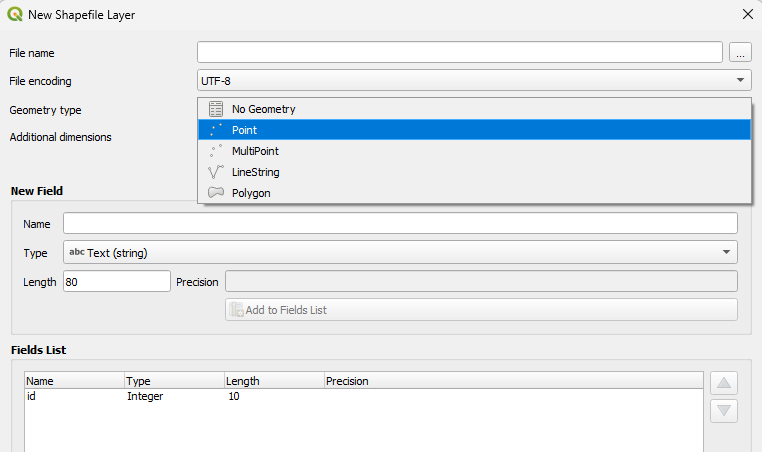 New Shapefile Layer
File name
...
File encoding UTF-8
Geometry type
No Geometry
Point
Additional dimensions
MultiPoint
LineString
Polygon
New Field
Name
Type abc Text (string)
Length 80 Precision
Add to Fields List
Fields List
Name Type Length Precision
id Integer 10